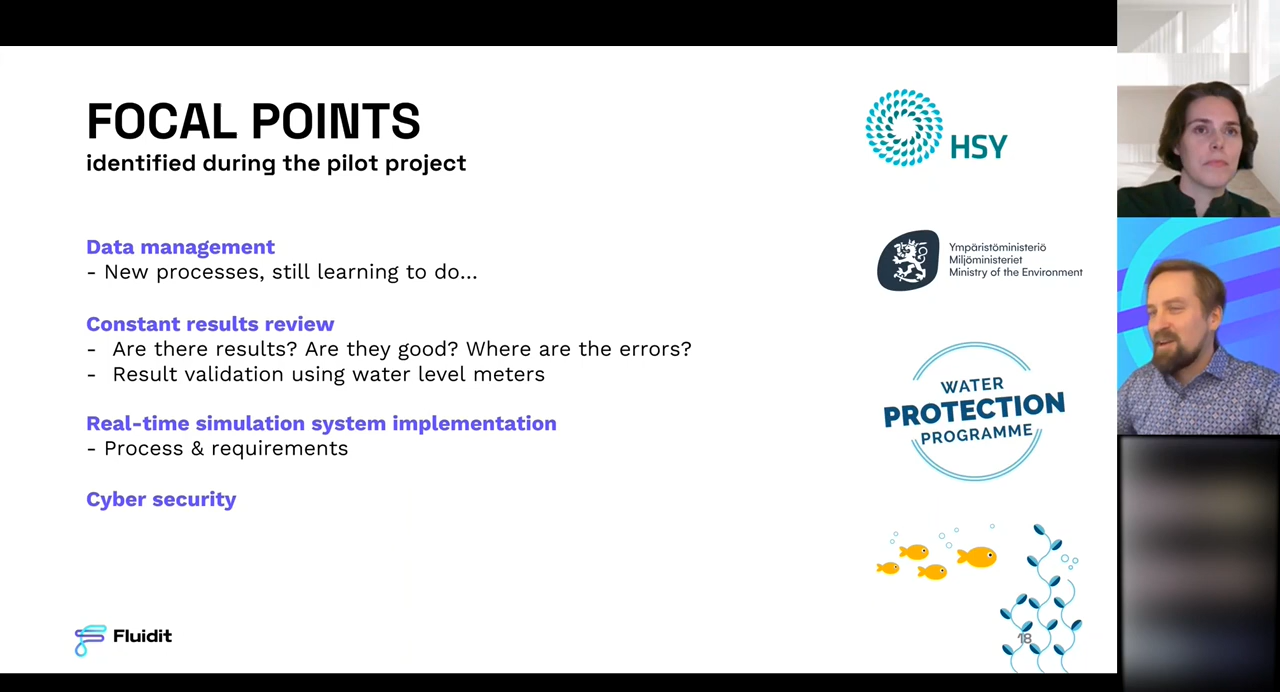 FOCAL POINTS
identified during the pilot project
Data management
- New processes, still learning to do...
Constant results review
- Are there results? Are they good? Where are the errors?
- Result validation using water level meters
Real-time simulation system implementation
- Process & requirements
Cyber security
Fluidit
HSY
Ympäristöministeriö
Miljöministeriet
Ministry of the Environment
WATER
PROTECTION
PROGRAMME
18